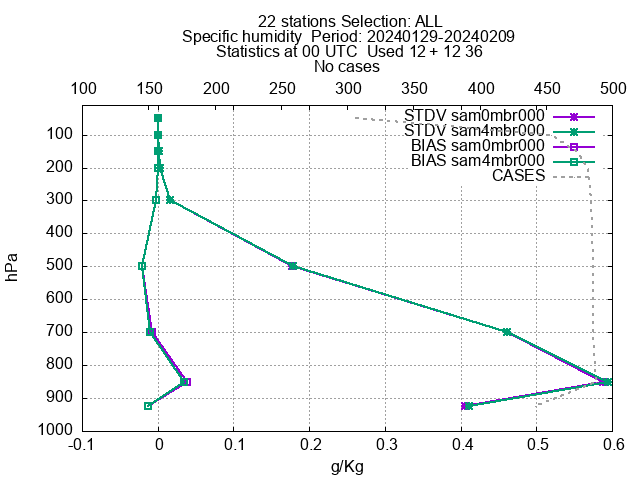 22 stations Selection: ALL
Specific humidity  Period: 20240129-20240209
Statistics at 00 UTC  Used 12 + 12 36
No cases
100 150 200 250 300 350 400 450 500
STDV sam0mbr000
STDV sam4mbr000
BIAS sam0mbr000
BIAS sam4mbr000
CASES
100
200
300
400
500
600
700
800
900
1000
hPa
-0.1 0 0.1 0.2 0.3 0.4 0.5 0.6
g/Kg